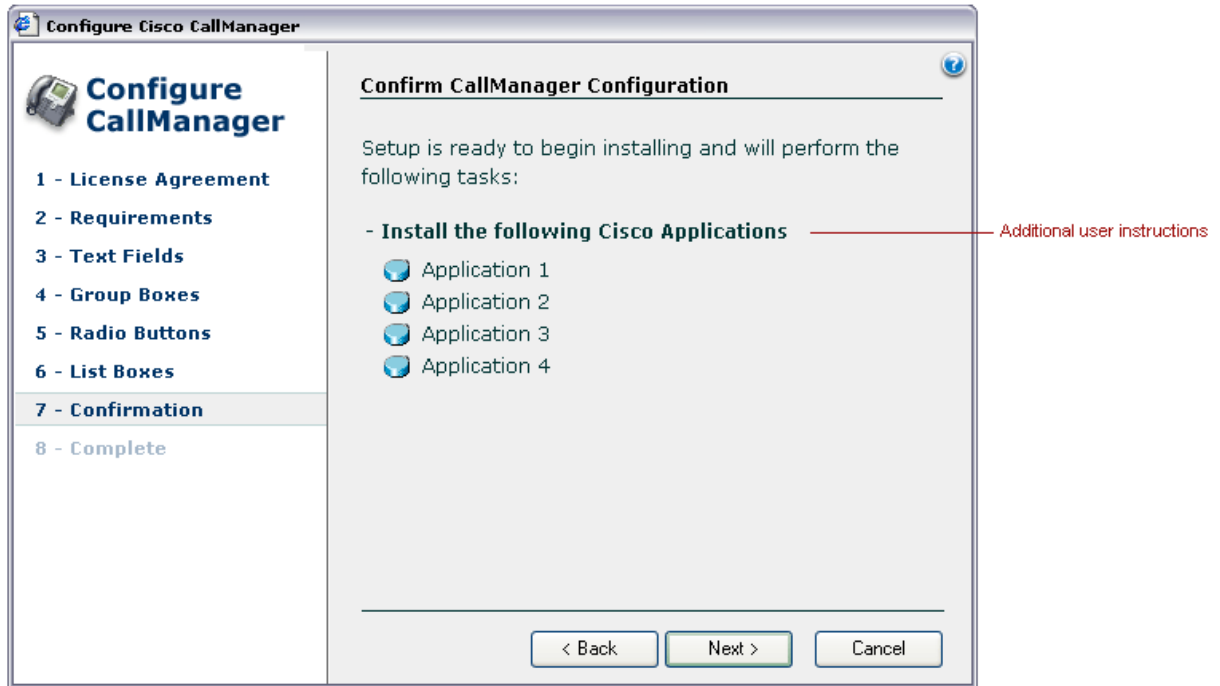 Configure Cisco CallManager
Configure
CallManager
1 - License Agreement
2 - Requirements
3 - Text Fields
4 - Group Boxes
5 - Radio Buttons
6 - List Boxes
7 - Confirmation
8 - Complete
?
Confirm CallManager Configuration
Setup is ready to begin installing and will perform the
following tasks:
- Install the following Cisco Applications
Additional user instructions
Application 1
Application 2
Application 3
Application 4
< Back
Next >
Cancel